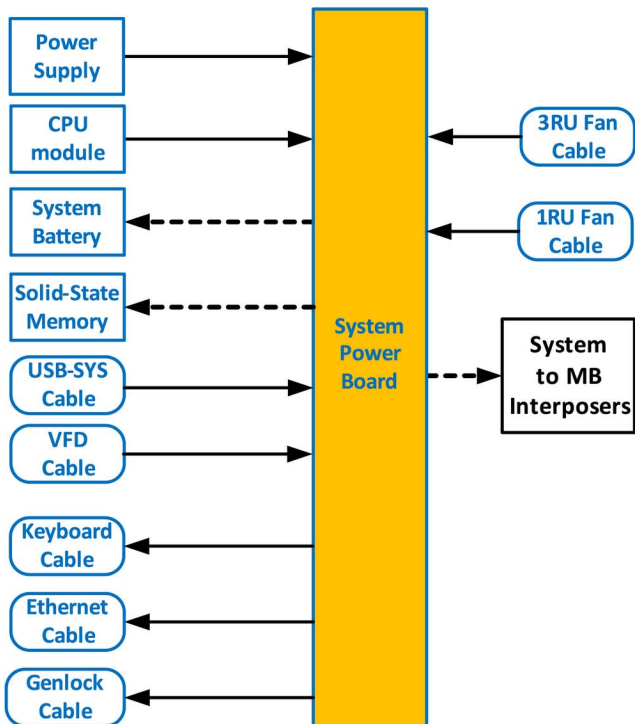 Power
Supply
CPU
module
System
Battery
Solid-State
Memory
USB-SYS
Cable
VFD
Cable
Keyboard
Cable
Ethernet
Cable
Genlock
Cable
System
Power
Board
3RU Fan
Cable
1RU Fan
Cable
System
to MB
Interposers